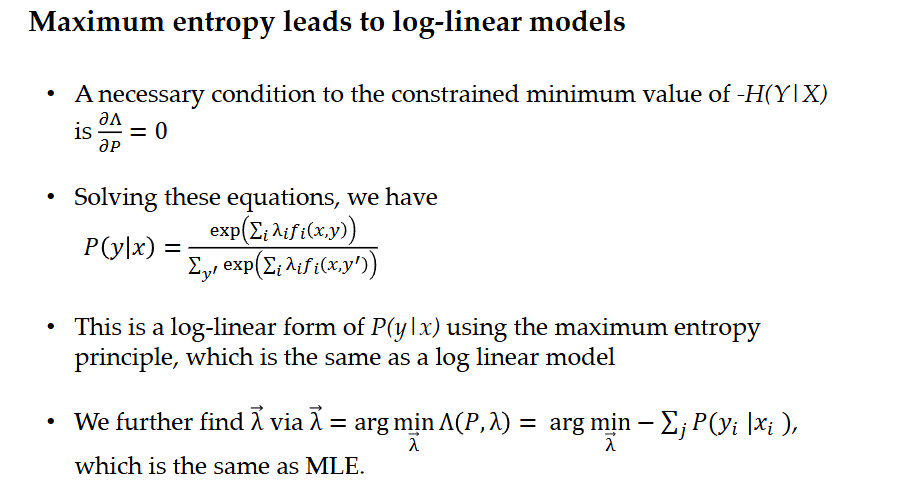 Maximum entropy leads to log-linear models
• A necessary condition to the constrained minimum value of -H(Y|X)
is ∂Λ/∂P = 0
• Solving these equations, we have
P(y|x) = exp(∑ᵢ λᵢfᵢ(x,y)) / ∑y′ exp(∑ᵢ λᵢfᵢ(x,y′))
• This is a log-linear form of P(y|x) using the maximum entropy
principle, which is the same as a log linear model
• We further find λ⃗ via λ⃗ = arg min_λ⃗ Λ(P, λ) = arg min_λ⃗ − ∑ⱼ P(yᵢ |xᵢ ),
which is the same as MLE.